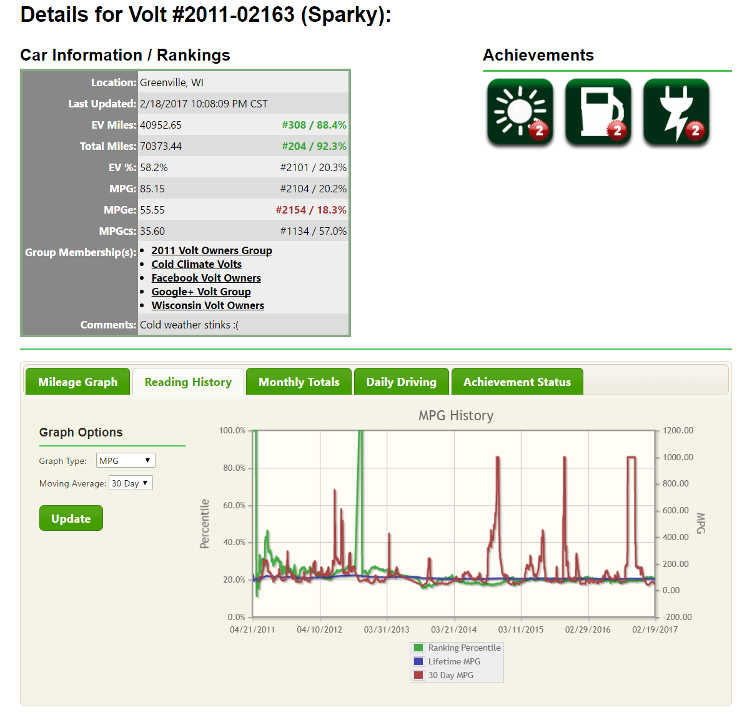 Details for Volt #2011-02163 (Sparky):
Car Information / Rankings
Location: Greenville, WI
Last Updated: 2/18/2017 10:08:09 PM CST
EV Miles: 40952.65 #308 / 88.4%
Total Miles: 70373.44 #204 / 92.3%
EV %: 58.2% #2101 / 20.3%
MPG: 85.15 #2104 / 20.2%
MPGe: 55.55 #2154 / 18.3%
MPGcs: 35.60 #1134 / 57.0%
Group Membership(s): • 2011 Volt Owners Group
• Cold Climate Volts
• Facebook Volt Owners
• Google+ Volt Group
• Wisconsin Volt Owners
Comments: Cold weather stinks :(
Achievements
2 2 2
Mileage Graph Reading History Monthly Totals Daily Driving Achievement Status
Graph Options
Graph Type: MPG
Moving Average: 30 Day
Update
MPG History
100.0% 1200.00
80.0% 1000.00
800.00
60.0% 600.00
40.0% 400.00
200.00
20.0% 0.00
0.0% -200.00
Percentile
MPG
04/21/2011 04/10/2012 03/31/2013 03/21/2014 03/11/2015 02/29/2016 02/19/2017
Ranking Percentile
Lifetime MPG
30 Day MPG